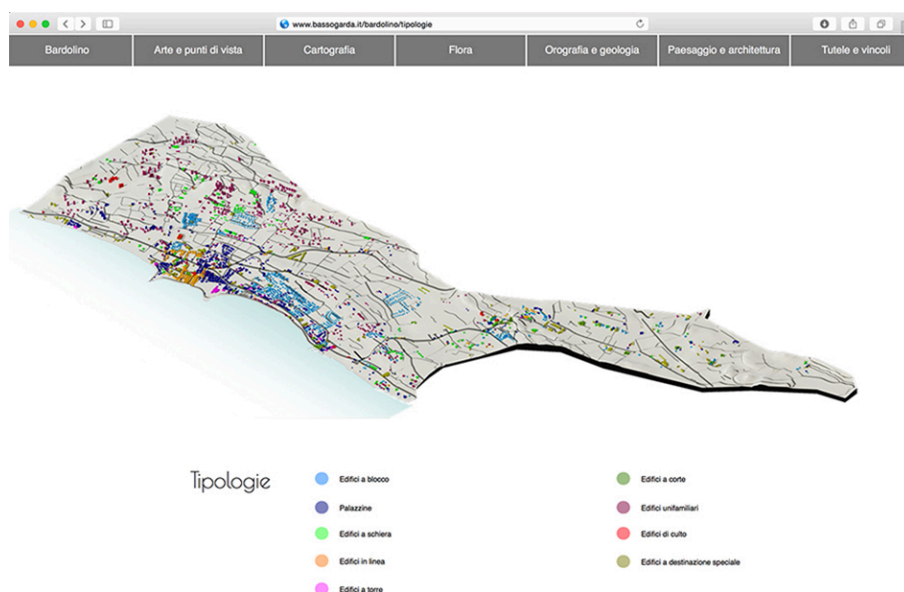 www.bassogarda.it/bardolino/tipologie
Bardolino
Arte e punti di vista
Cartografia
Flora
Orografia e geologia
Paesaggio e architettura
Tutele e vincoli
Tipologie
Edifici a blocco
Palazzine
Edifici a schiera
Edifici in linea
Edifici a torre
Edifici a corte
Edifici unifamiliari
Edifici di culto
Edifici a destinazione speciale